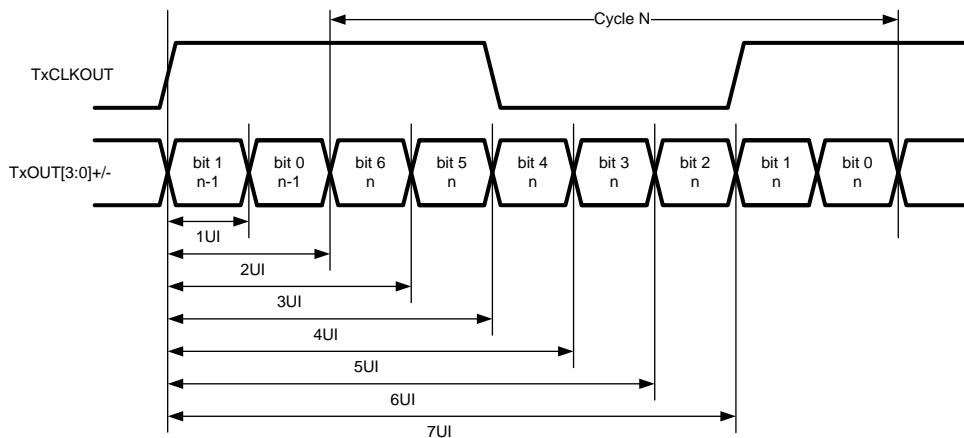 Cycle N
TxCLKOUT
TxOUT[3:0]+/-
bit 1
n-1
bit 0
n-1
bit 6
n
bit 5
n
bit 4
n
bit 3
n
bit 2
n
bit 1
n
bit 0
n
1UI
2UI
3UI
4UI
5UI
6UI
7UI